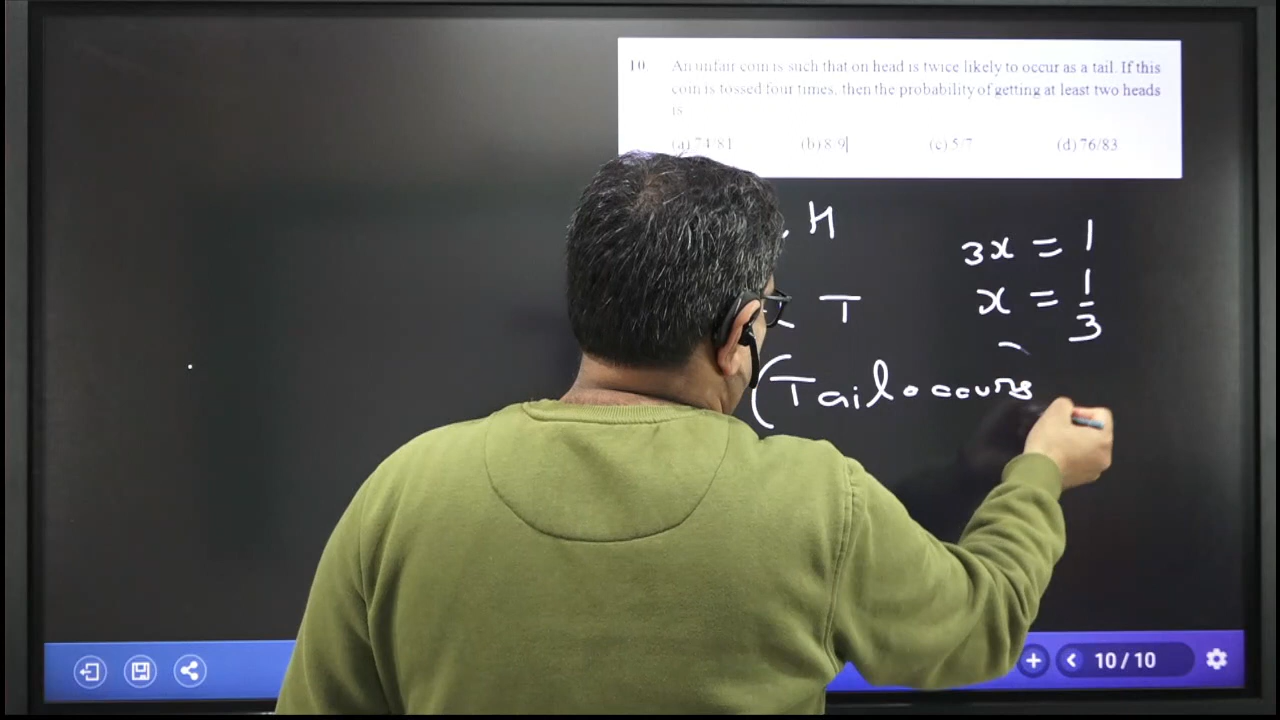 10. An unfair coin is such that on head is twice likely to occur as a tail. If this
coin is tossed four times, then the probability of getting at least two heads
is
(a) 74/81 (b) 8/9 (c) 5/7 (d) 76/83
H
3x = 1
T
x = 1/3
(Tail occurs
10 / 10